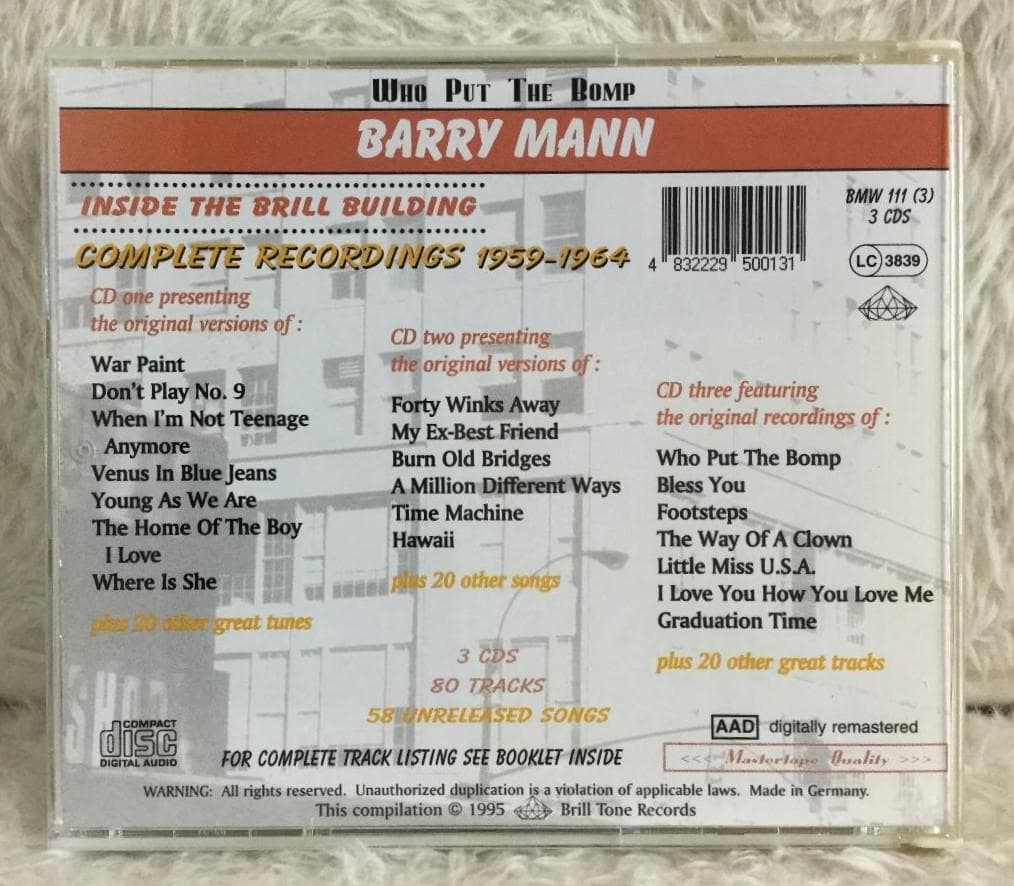 Who Put The Bomp
BARRY MANN
INSIDE THE BRILL BUILDING
COMPLETE RECORDINGS 1959-1964
BMW 111 (3)
3 CDS
4 832229 500131
LC 3839
CD one presenting
the original versions of :
War Paint
Don't Play No. 9
When I'm Not Teenage
Anymore
Venus In Blue Jeans
Young As We Are
The Home Of The Boy
I Love
Where Is She
plus 20 other great tunes
CD two presenting
the original versions of :
Forty Winks Away
My Ex-Best Friend
Burn Old Bridges
A Million Different Ways
Time Machine
Hawaii
plus 20 other songs
CD three featuring
the original recordings of :
Who Put The Bomp
Bless You
Footsteps
The Way Of A Clown
Little Miss U.S.A.
I Love You How You Love Me
Graduation Time
plus 20 other great tracks
3 CDS
80 TRACKS
58 UNRELEASED SONGS
SHOP
COMPACT
disc
DIGITAL AUDIO
FOR COMPLETE TRACK LISTING SEE BOOKLET INSIDE
AAD digitally remastered
<<< Mastertape Quality >>>
WARNING: All rights reserved. Unauthorized duplication is a violation of applicable laws. Made in Germany.
This compilation © 1995 Brill Tone Records